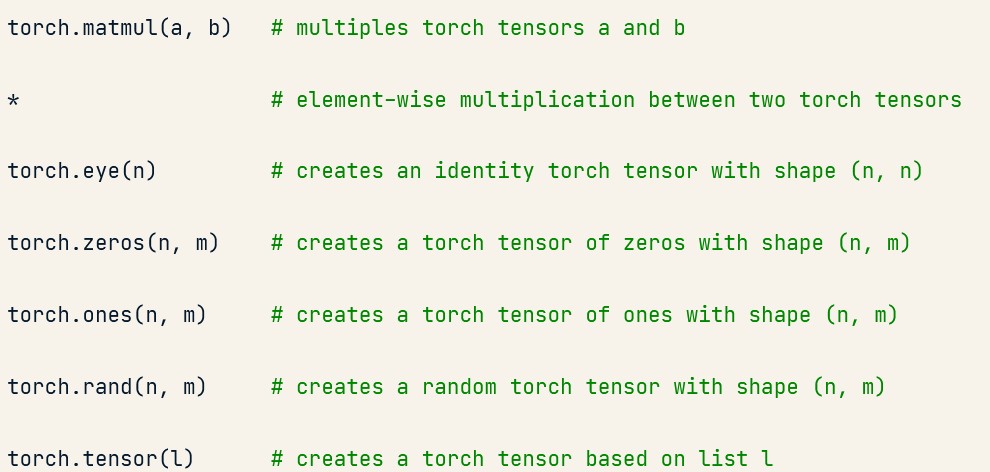 torch.matmul(a, b)   # multiples torch tensors a and b
*                    # element-wise multiplication between two torch tensors
torch.eye(n)         # creates an identity torch tensor with shape (n, n)
torch.zeros(n, m)    # creates a torch tensor of zeros with shape (n, m)
torch.ones(n, m)     # creates a torch tensor of ones with shape (n, m)
torch.rand(n, m)     # creates a random torch tensor with shape (n, m)
torch.tensor(l)      # creates a torch tensor based on list l